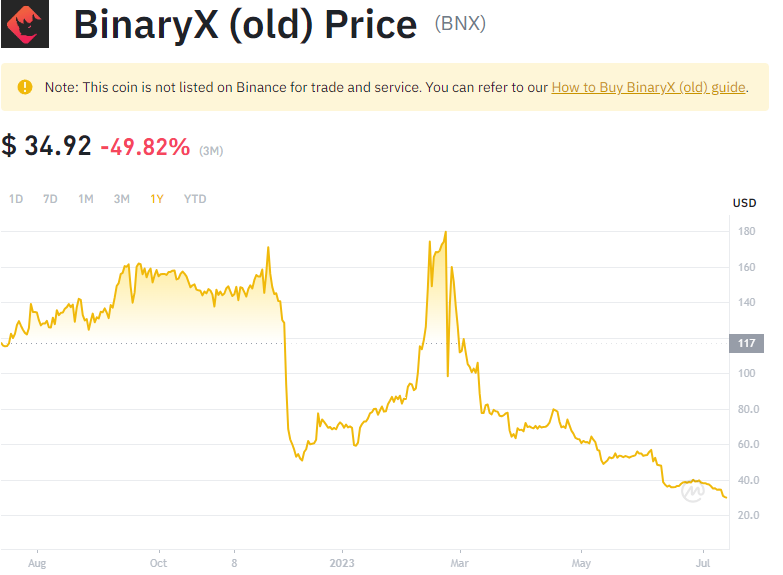 BinaryX (old) Price (BNX)
Note: This coin is not listed on Binance for trade and service. You can refer to our How to Buy BinaryX (old) guide.
$ 34.92 -49.82% (3M)
1D 7D 1M 3M 1Y YTD
USD
180
160
140
117
100
80.0
60.0
40.0
20.0
Aug Oct 8 2023 Mar May Jul